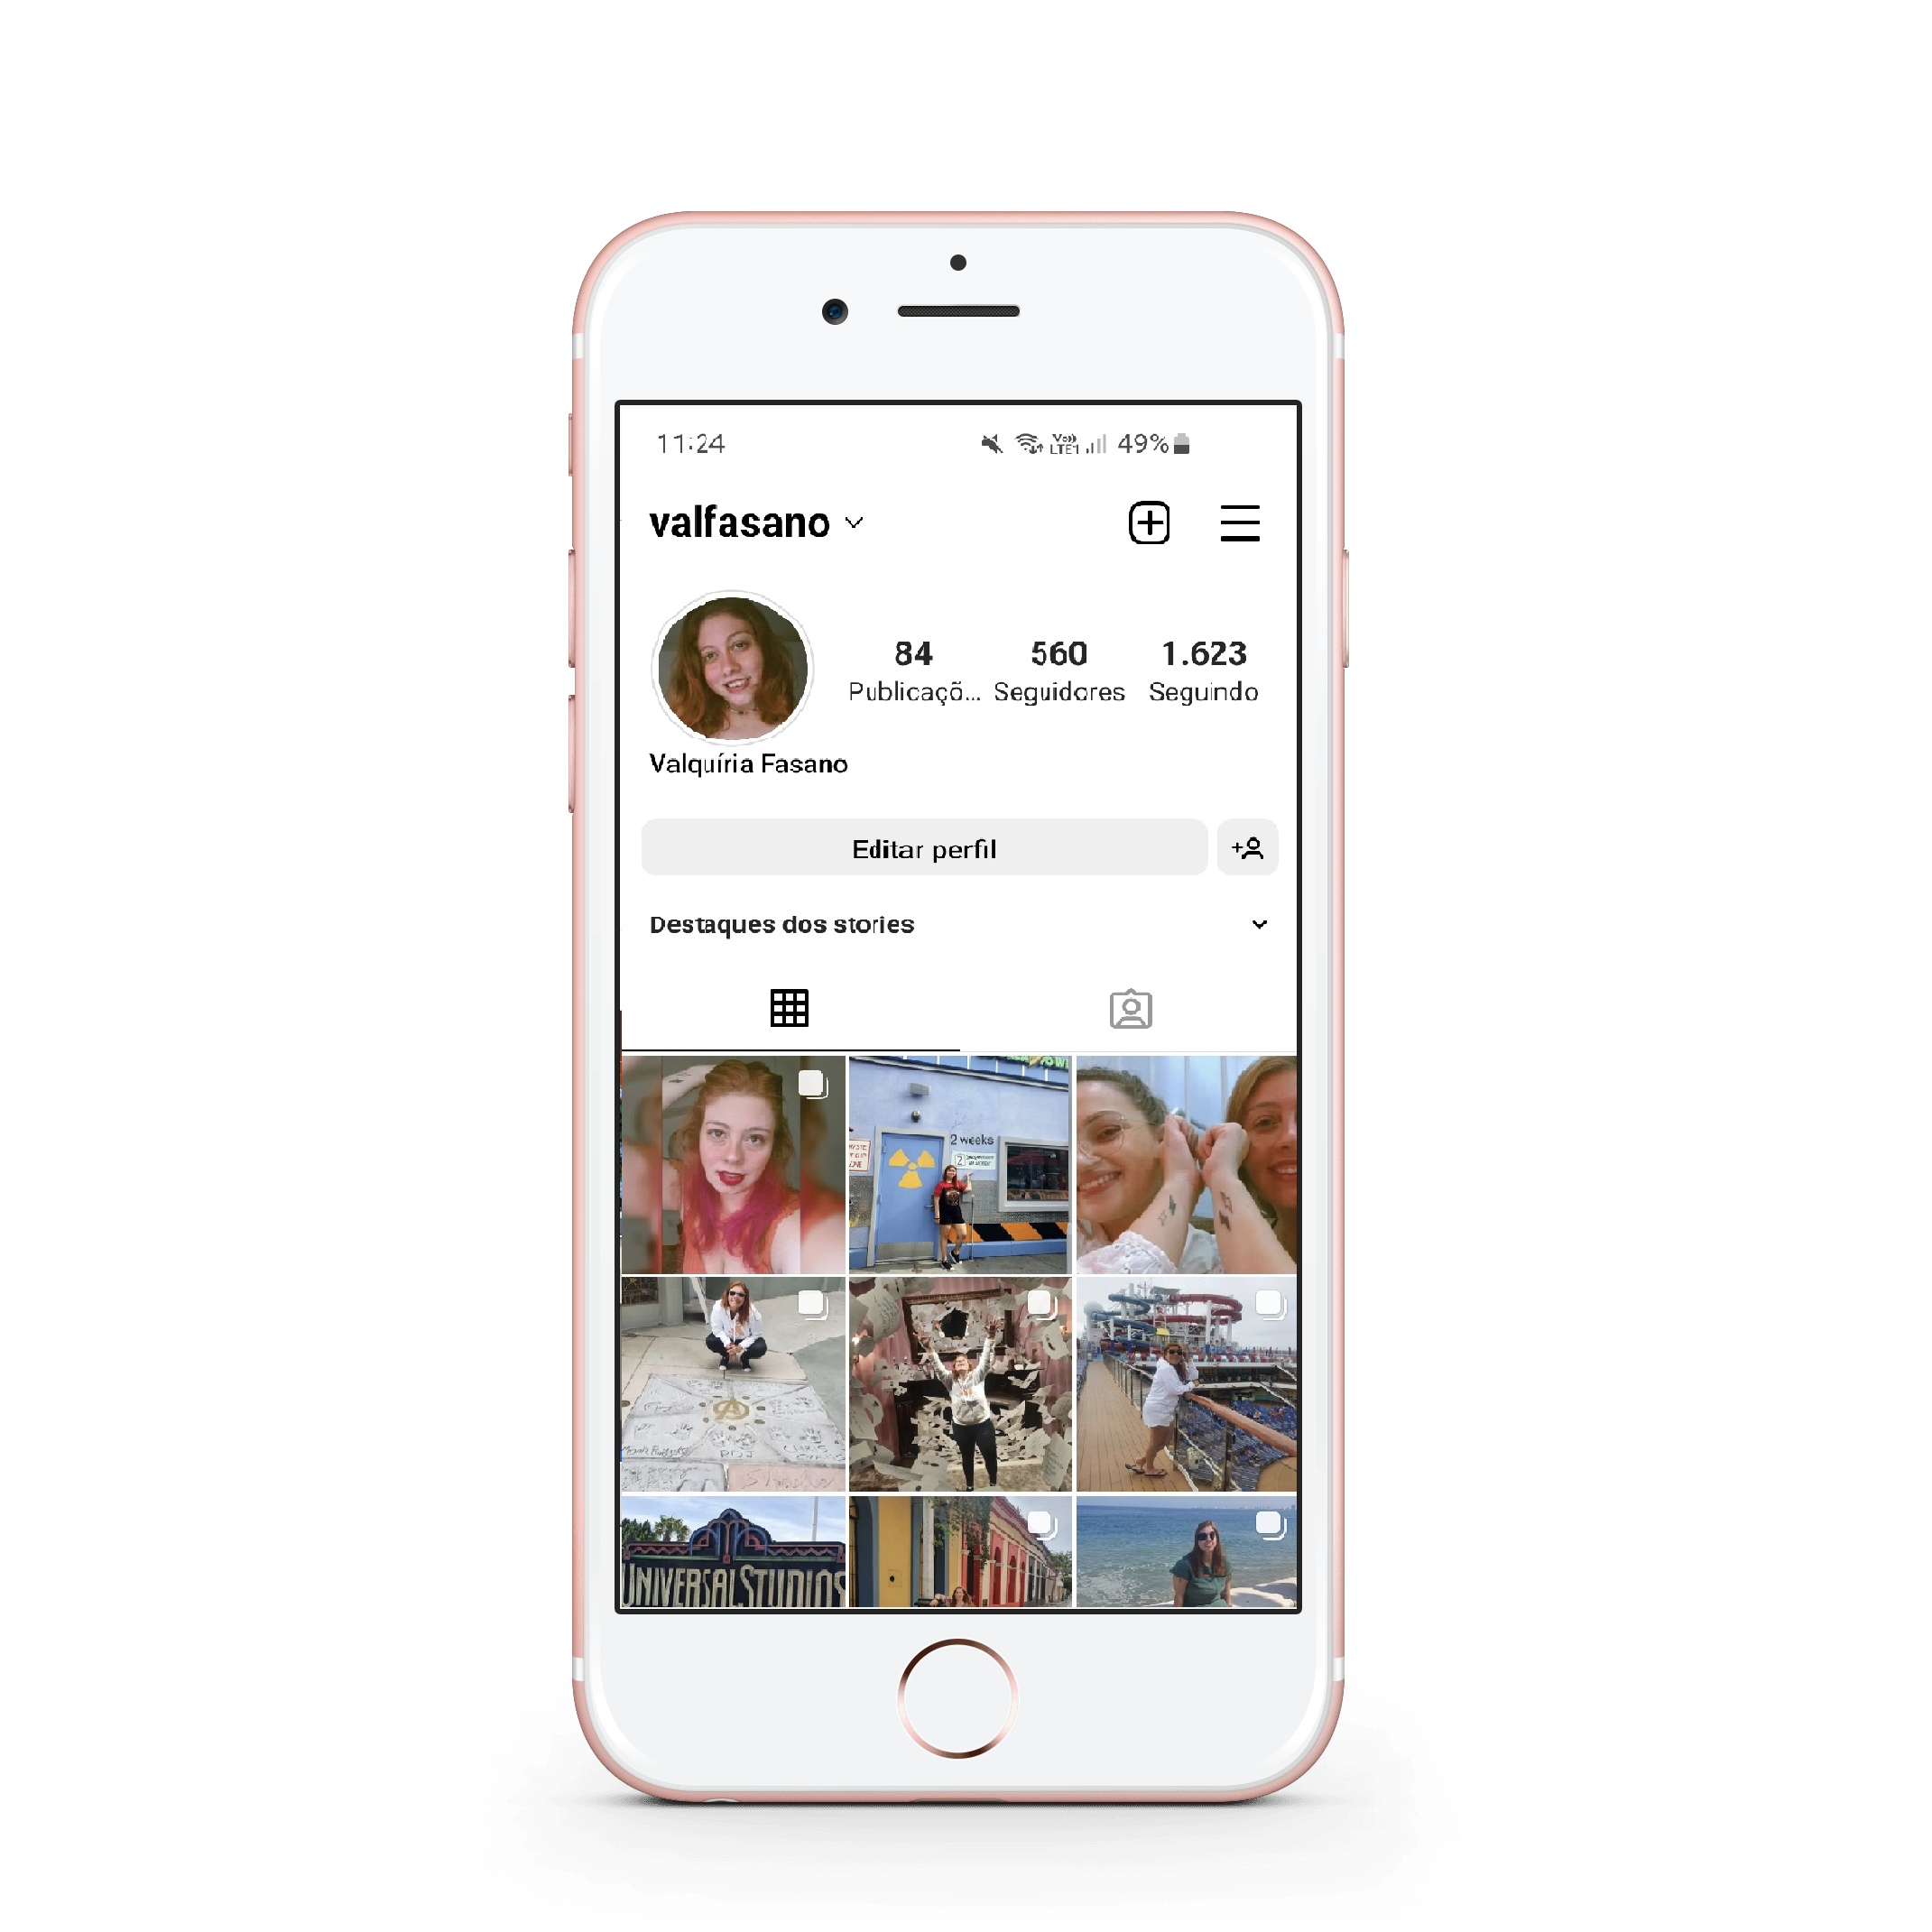 11:24
Vo)) LTE1 49%
valfasano
84 560 1.623
Publicaçõ... Seguidores Seguindo
Valquíria Fasano
Editar perfil
Destaques dos stories
2 weeks
2
UNIVERSAL STUDIOS